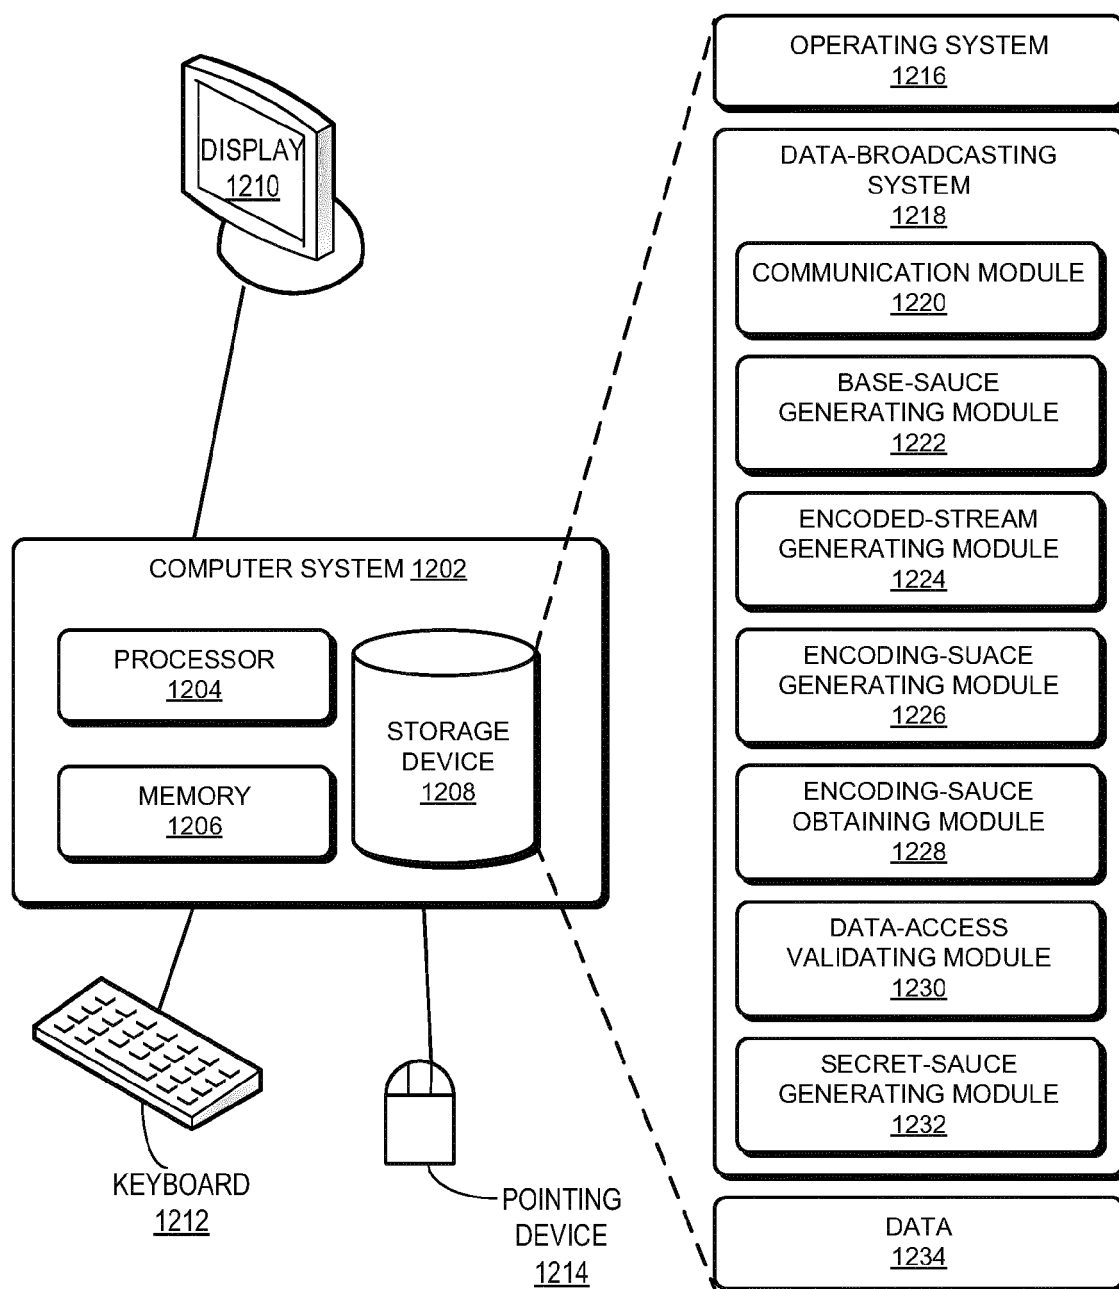 DISPLAY
1210
COMPUTER SYSTEM 1202
PROCESSOR
1204
MEMORY
1206
STORAGE
DEVICE
1208
KEYBOARD
1212
POINTING
DEVICE
1214
OPERATING SYSTEM
1216
DATA-BROADCASTING
SYSTEM
1218
COMMUNICATION MODULE
1220
BASE-SAUCE
GENERATING MODULE
1222
ENCODED-STREAM
GENERATING MODULE
1224
ENCODING-SUACE
GENERATING MODULE
1226
ENCODING-SAUCE
OBTAINING MODULE
1228
DATA-ACCESS
VALIDATING MODULE
1230
SECRET-SAUCE
GENERATING MODULE
1232
DATA
1234